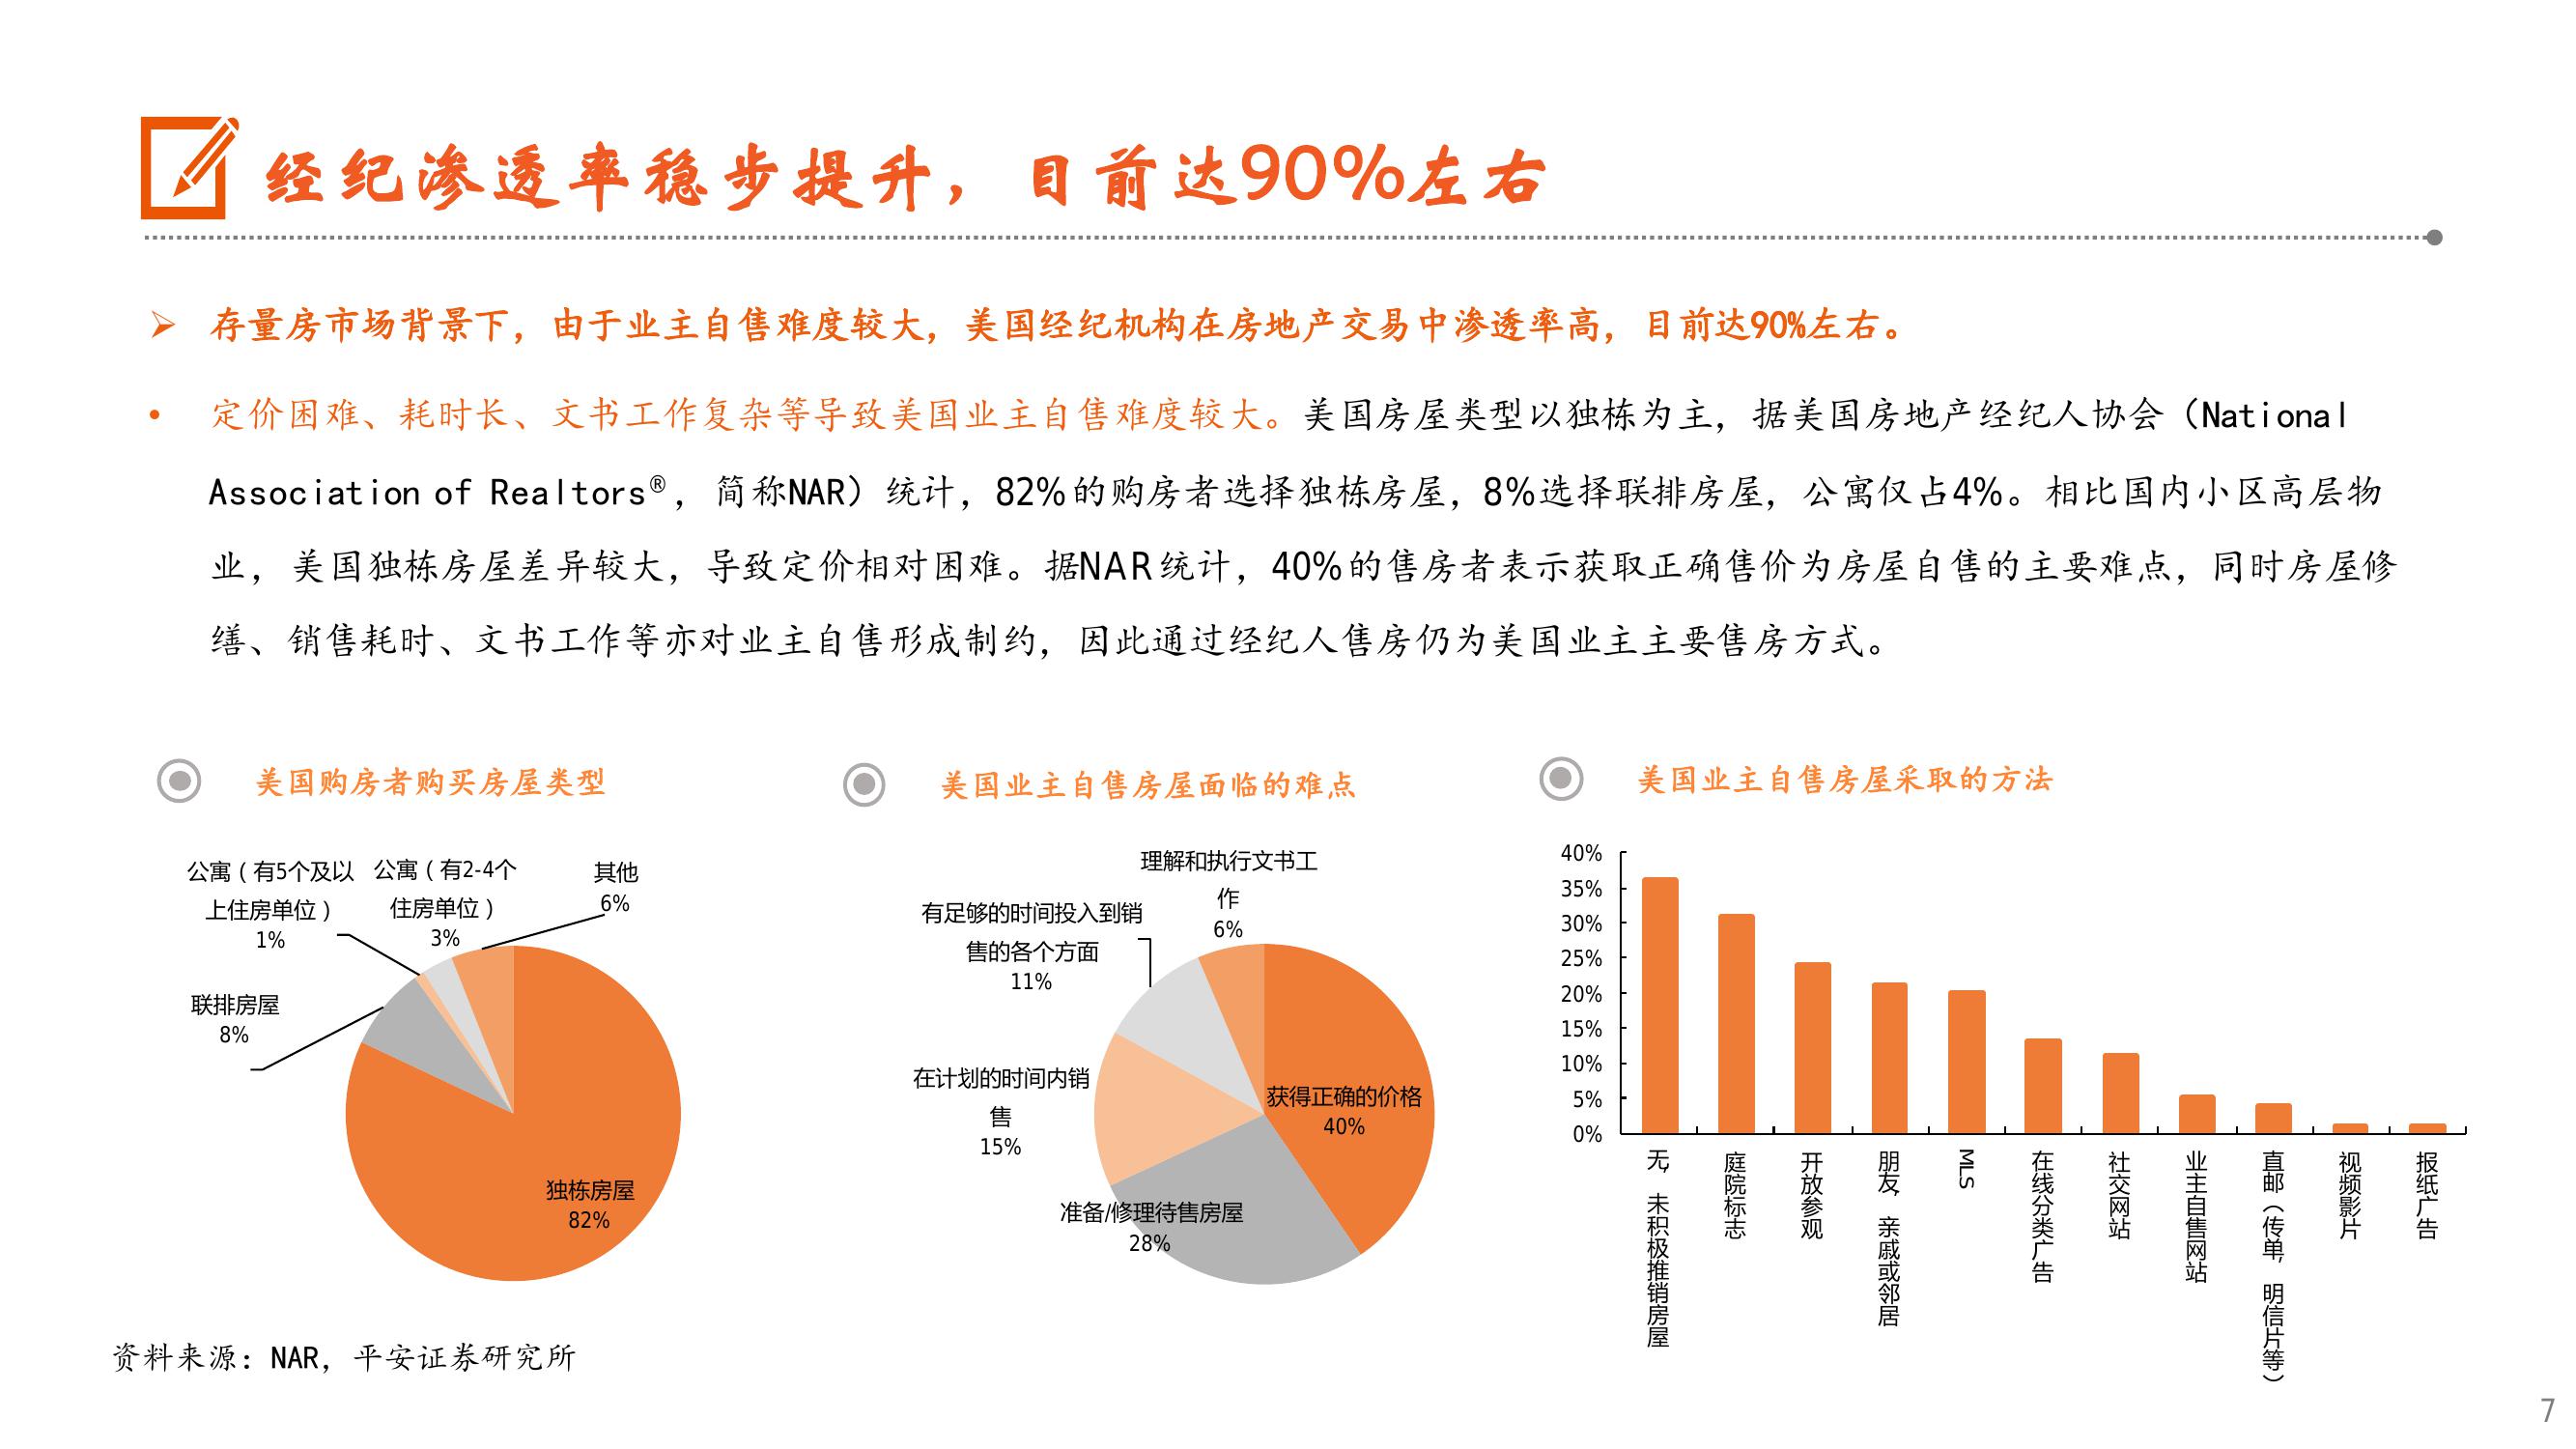 经纪渗透率稳步提升，目前达90%左右
存量房市场背景下，由于业主自售难度较大，美国经纪机构在房地产交易中渗透率高，目前达90%左右。
定价困难、耗时长、文书工作复杂等导致美国业主自售难度较大。美国房屋类型以独栋为主，据美国房地产经纪人协会（National
Association of Realtors®，简称NAR）统计，82%的购房者选择独栋房屋，8%选择联排房屋，公寓仅占4%。相比国内小区高层物
业，美国独栋房屋差异较大，导致定价相对困难。据NAR统计，40%的售房者表示获取正确售价为房屋自售的主要难点，同时房屋修
缮、销售耗时、文书工作等亦对业主自售形成制约，因此通过经纪人售房仍为美国业主主要售房方式。
美国购房者购买房屋类型
公寓（有5个及以
上住房单位）
1%
公寓（有2-4个
住房单位）
3%
其他
6%
联排房屋
8%
独栋房屋
82%
美国业主自售房屋面临的难点
理解和执行文书工
作
6%
有足够的时间投入到销
售的各个方面
11%
在计划的时间内销
售
15%
获得正确的价格
40%
准备/修理待售房屋
28%
美国业主自售房屋采取的方法
40%
35%
30%
25%
20%
15%
10%
5%
0%
无，未积极推销房屋
庭院标志
开放参观
朋友，亲戚或邻居
MLS
在线分类广告
社交网站
业主自售网站
直邮（传单，明信片等）
视频影片
报纸广告
资料来源：NAR，平安证券研究所
7